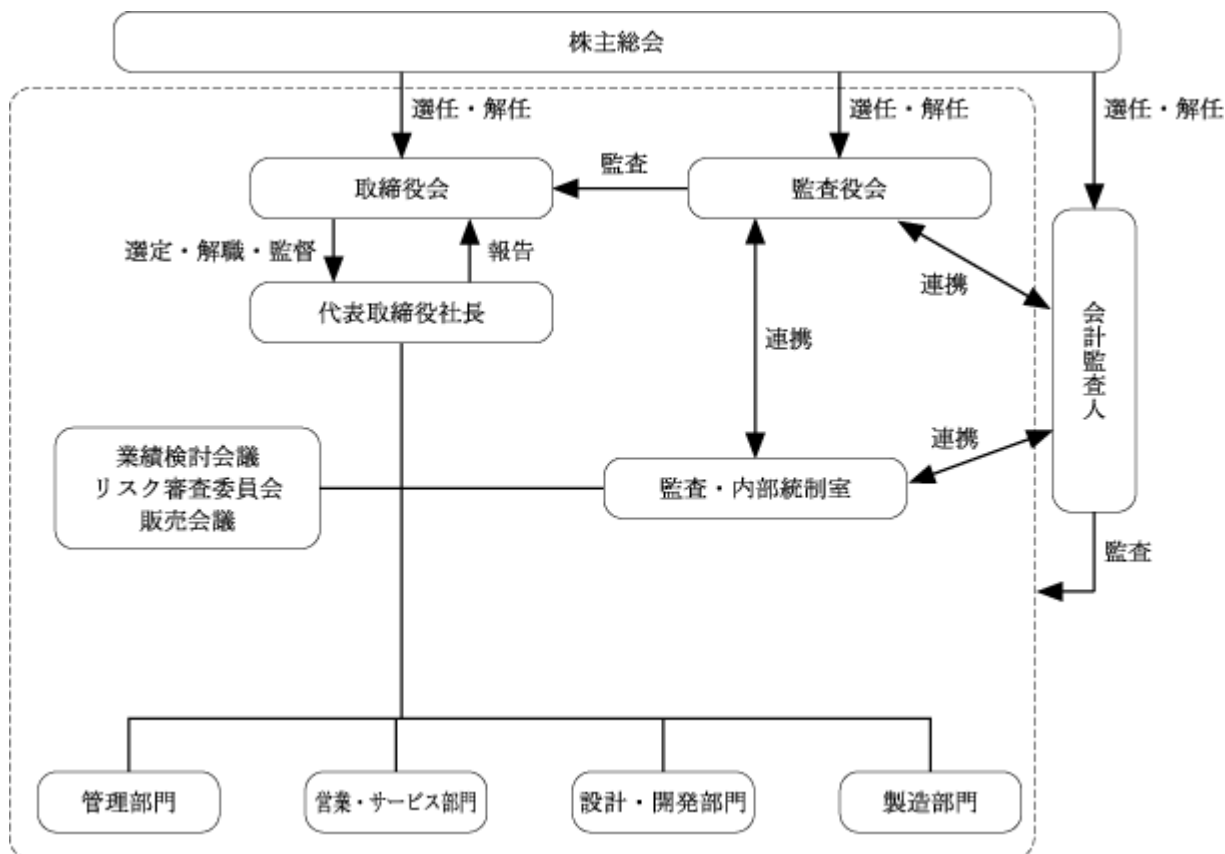 株主総会
選任・解任
選任・解任
選任・解任
取締役会
監査
監査役会
選定・解職・監督
報告
連携
代表取締役社長
連携
会計監査人
業績検討会議
リスク審査委員会
販売会議
監査・内部統制室
連携
監査
管理部門
営業・サービス部門
設計・開発部門
製造部門